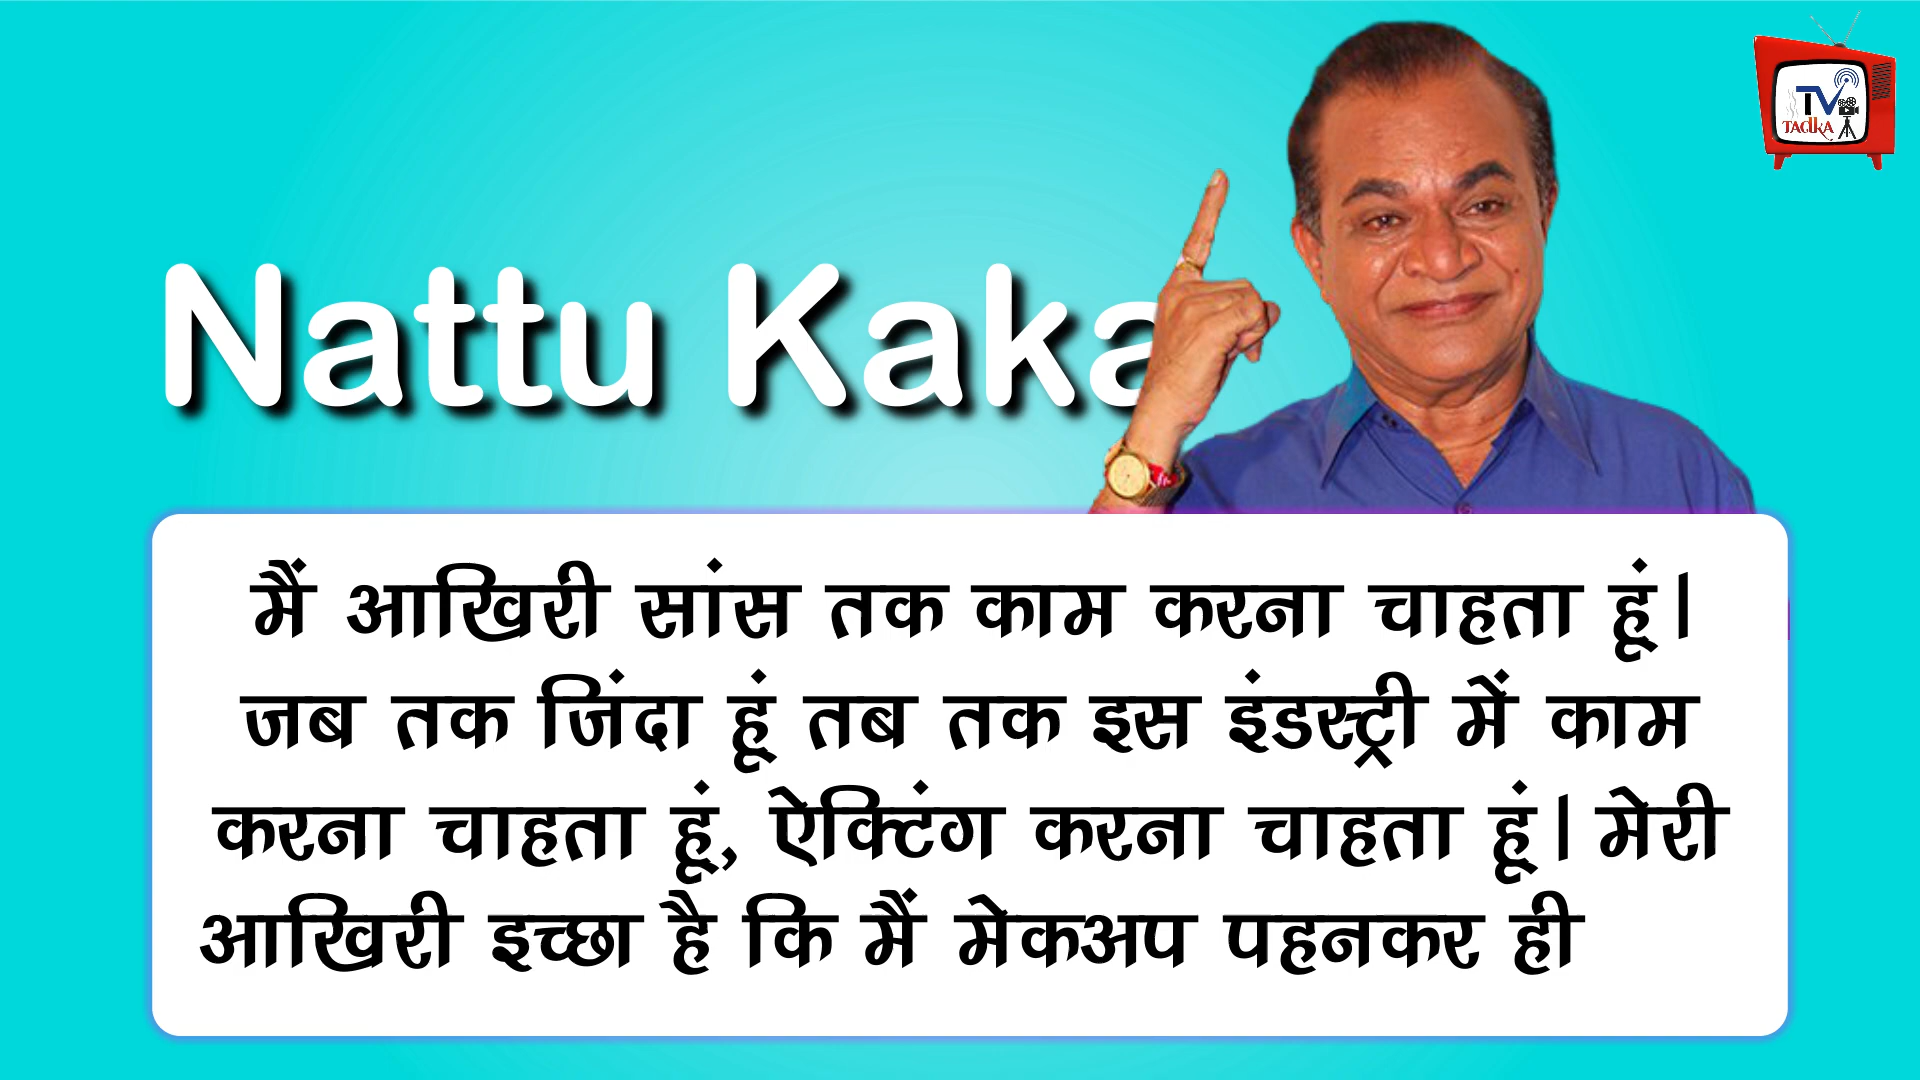 TV
TADKA
Nattu Kaka
मैं आखिरी सांस तक काम करना चाहता हूं।
जब तक जिंदा हूं तब तक इस इंडस्ट्री में काम
करना चाहता हूं, ऐक्टिंग करना चाहता हूं। मेरी
आखिरी इच्छा है कि मैं मेकअप पहनकर ही